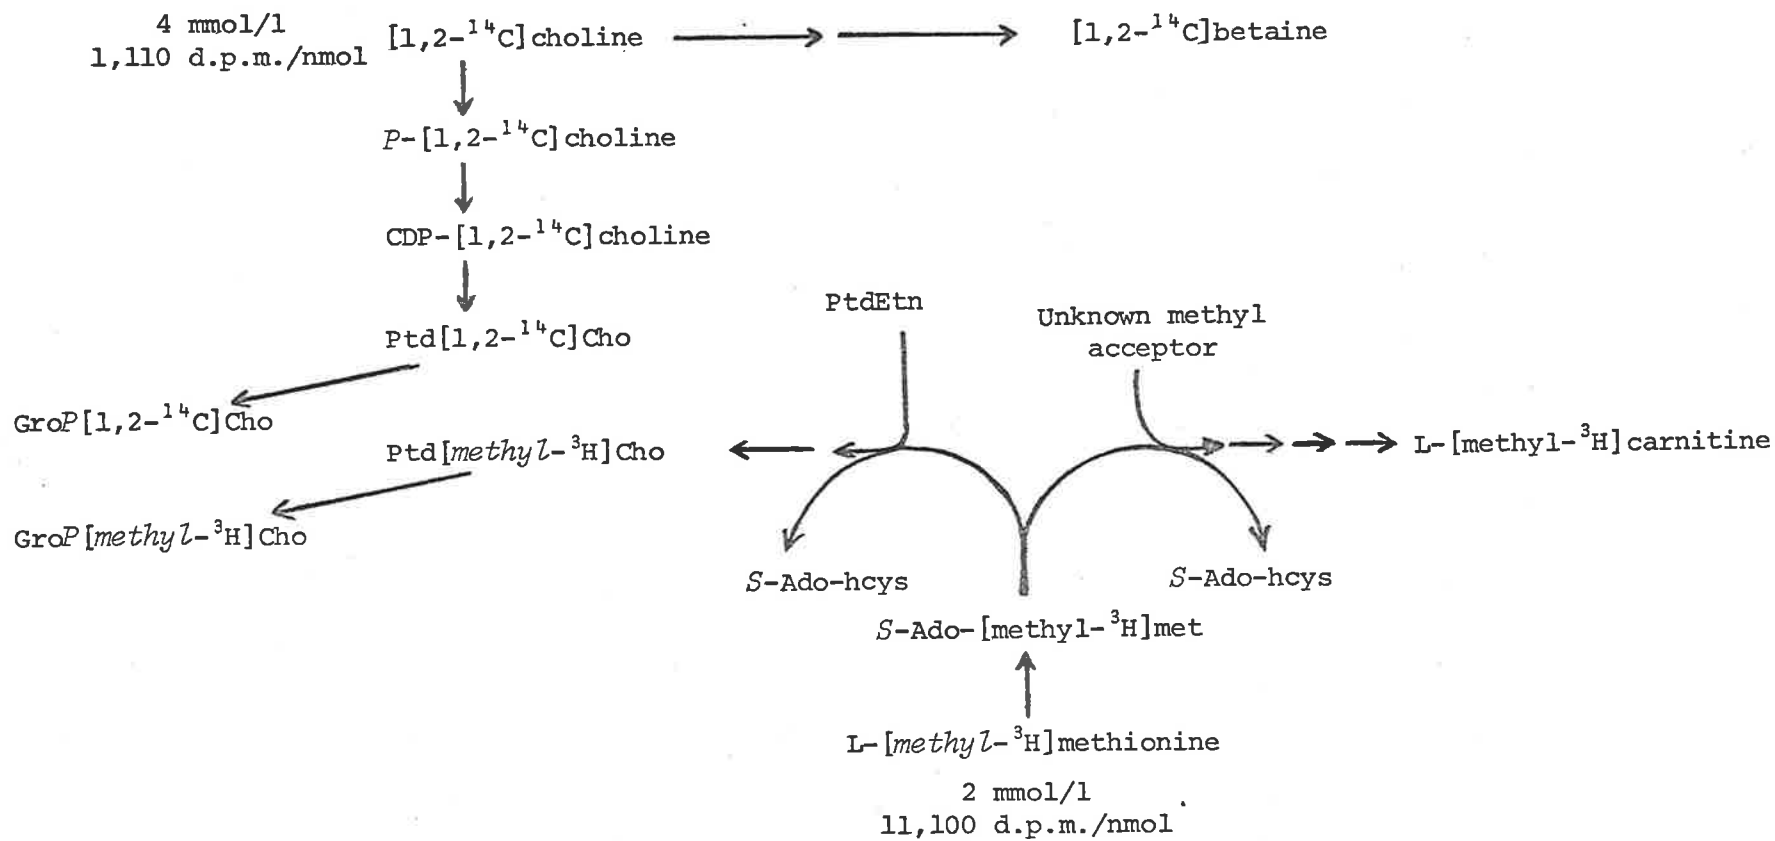 4 mmol/l
1,110 d.p.m./nmol
[1,2-¹⁴C]choline
[1,2-¹⁴C]betaine
P-[1,2-¹⁴C]choline
CDP-[1,2-¹⁴C]choline
Ptd[1,2-¹⁴C]Cho
GroP[1,2-¹⁴C]Cho
PtdEtn
Unknown methyl
acceptor
Ptd[methyl-³H]Cho
L-[methyl-³H]carnitine
GroP[methyl-³H]Cho
S-Ado-hcys
S-Ado-hcys
S-Ado-[methyl-³H]met
L-[methyl-³H]methionine
2 mmol/l
11,100 d.p.m./nmol